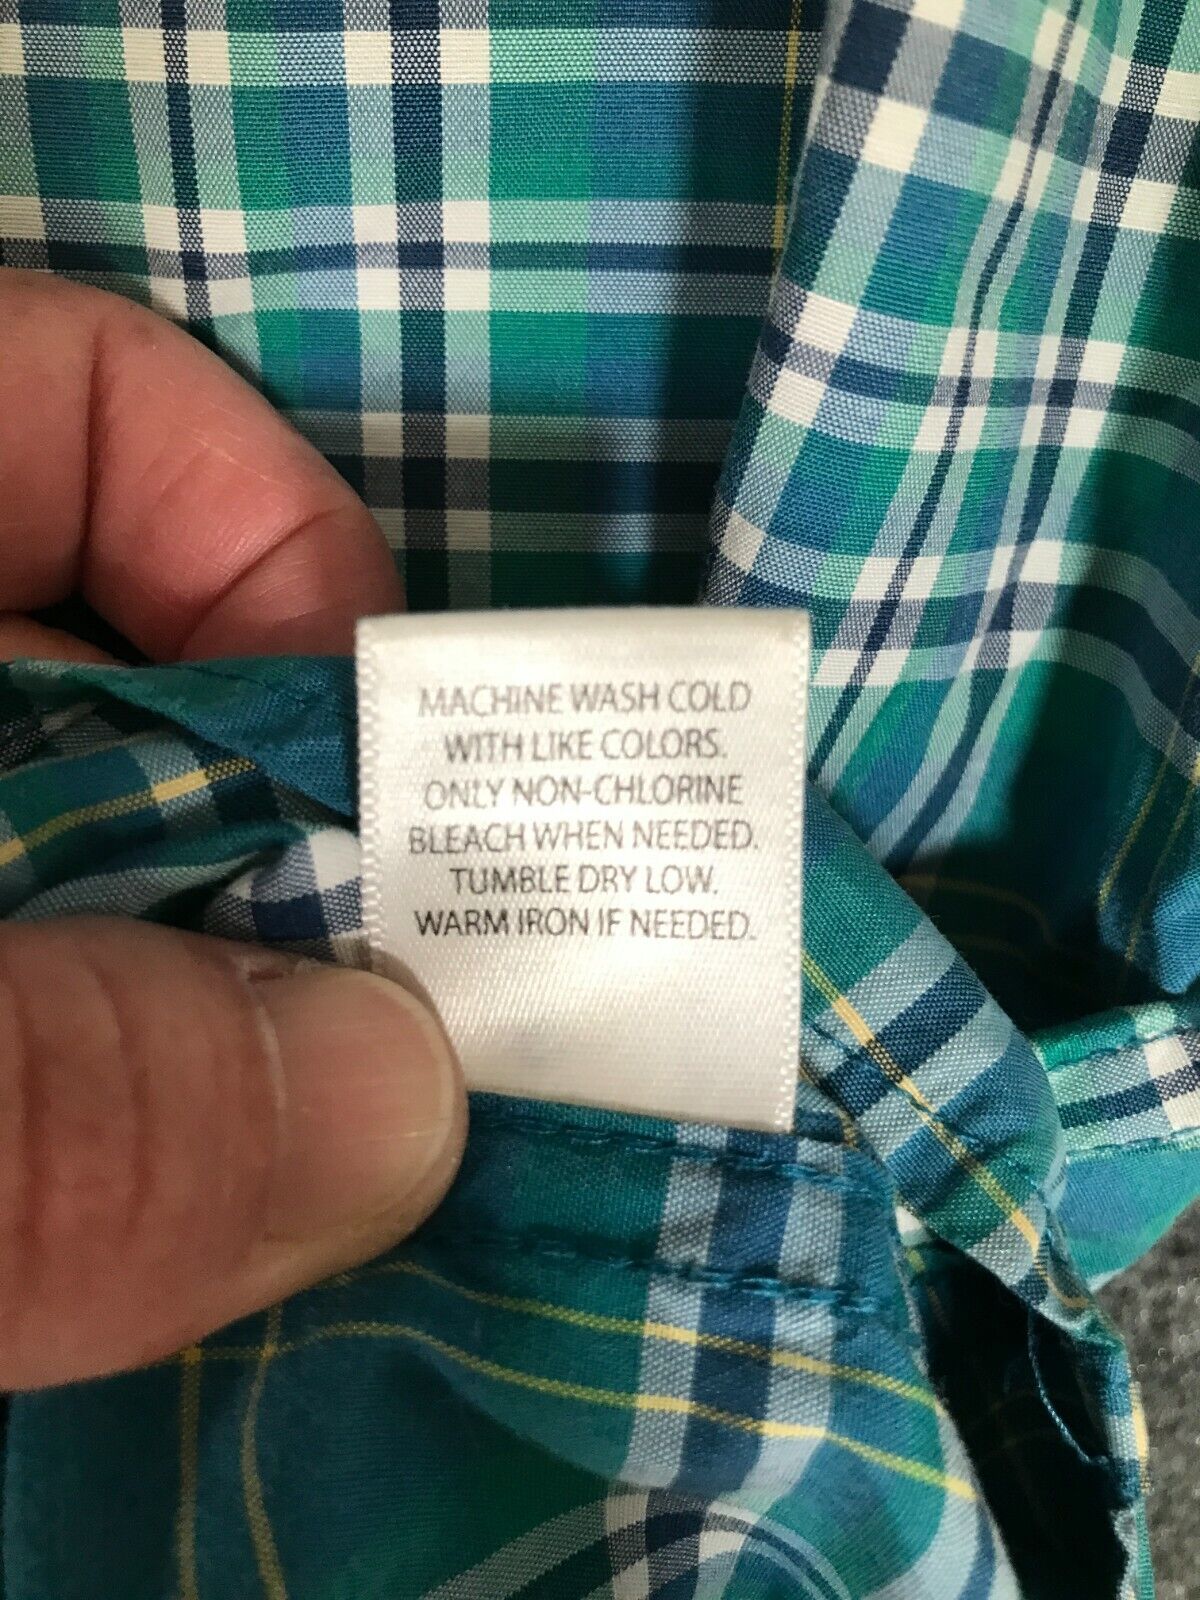 MACHINE WASH COLD
WITH LIKE COLORS.
ONLY NON-CHLORINE
BLEACH WHEN NEEDED.
TUMBLE DRY LOW.
WARM IRON IF NEEDED.